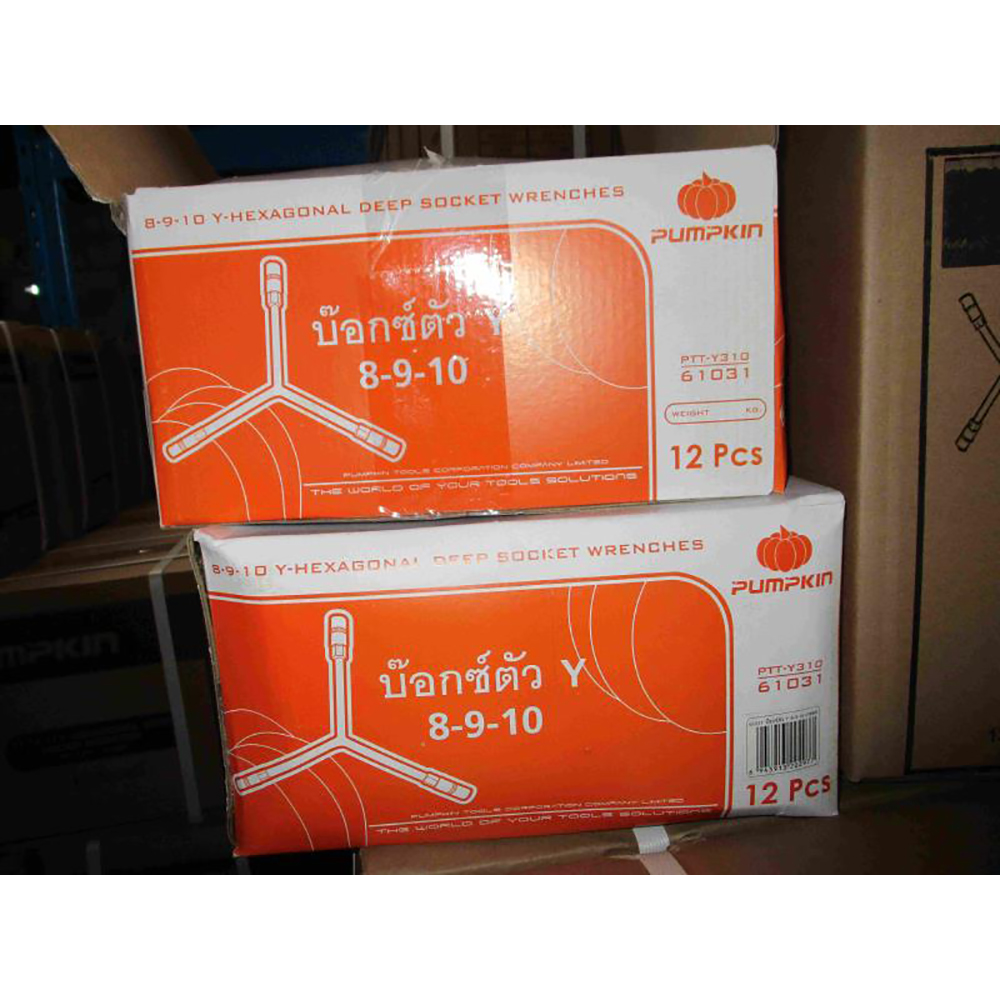 8-9-10 Y-HEXAGONAL DEEP SOCKET WRENCHES
PUMPKIN
บ๊อกซ์ตัว Y
8-9-10
PTT-Y310
61031
WEIGHT KG.
12 Pcs
PUMPKIN TOOLS CORPORATION COMPANY LIMITED
THE WORLD OF YOUR TOOLS SOLUTIONS
8-9-10 Y-HEXAGONAL DEEP SOCKET WRENCHES
PUMPKIN
บ๊อกซ์ตัว Y
8-9-10
PTT-Y310
61031
12 Pcs
PUMPKIN TOOLS CORPORATION COMPANY LIMITED
THE WORLD OF YOUR TOOLS SOLUTIONS
MPKIN